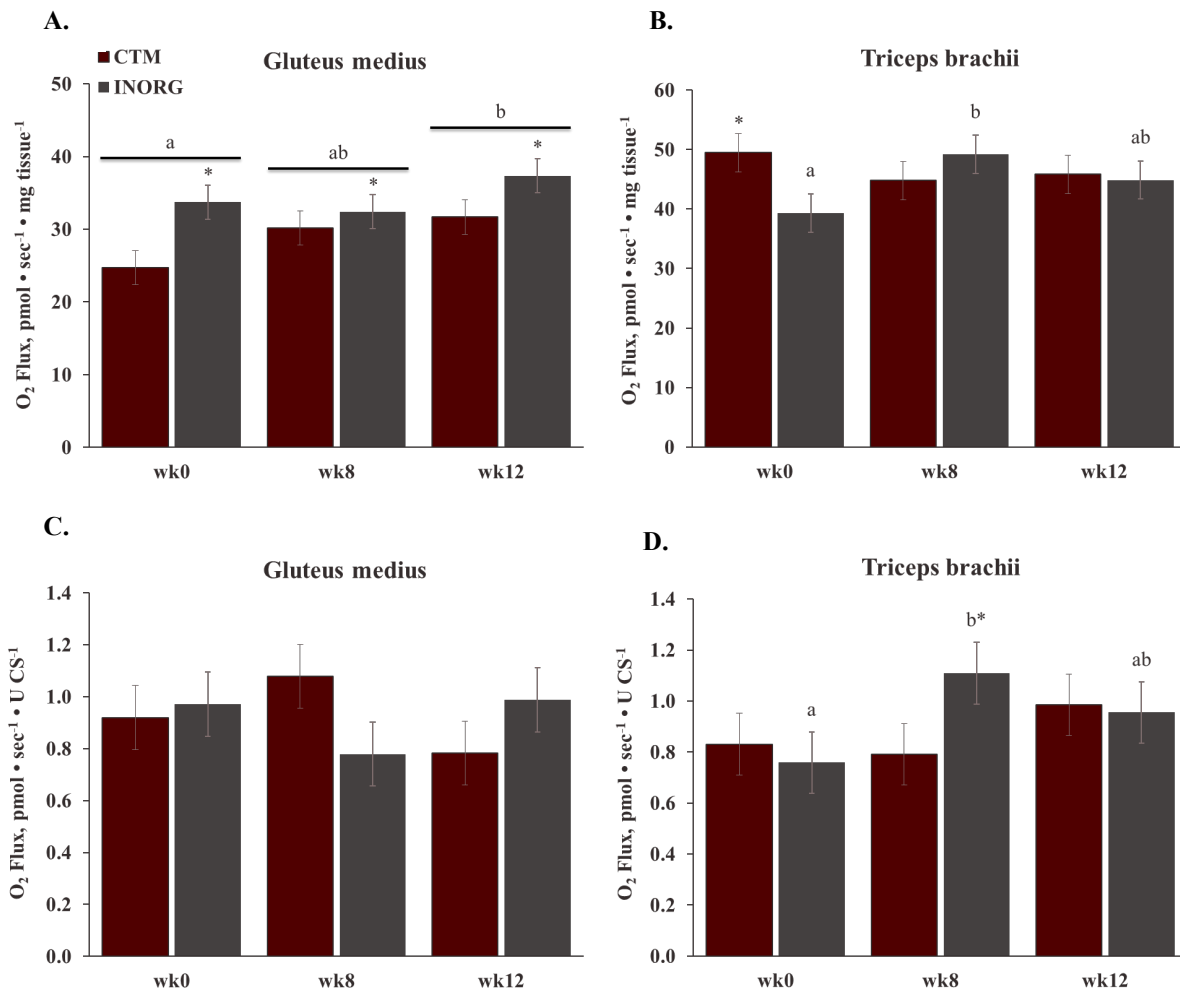 A.
CTM
INORG
Gluteus medius
O₂ Flux, pmol • sec⁻¹ • mg tissue⁻¹
50
40
30
20
10
0
a
*
ab
*
b
*
wk0
wk8
wk12
B.
Triceps brachii
O₂ Flux, pmol • sec⁻¹ • mg tissue⁻¹
60
50
40
30
20
10
0
*
a
b
ab
wk0
wk8
wk12
C.
Gluteus medius
O₂ Flux, pmol • sec⁻¹ • U CS⁻¹
1.4
1.2
1.0
0.8
0.6
0.4
0.2
0.0
wk0
wk8
wk12
D.
Triceps brachii
O₂ Flux, pmol • sec⁻¹ • U CS⁻¹
1.4
1.2
1.0
0.8
0.6
0.4
0.2
0.0
a
b*
ab
wk0
wk8
wk12